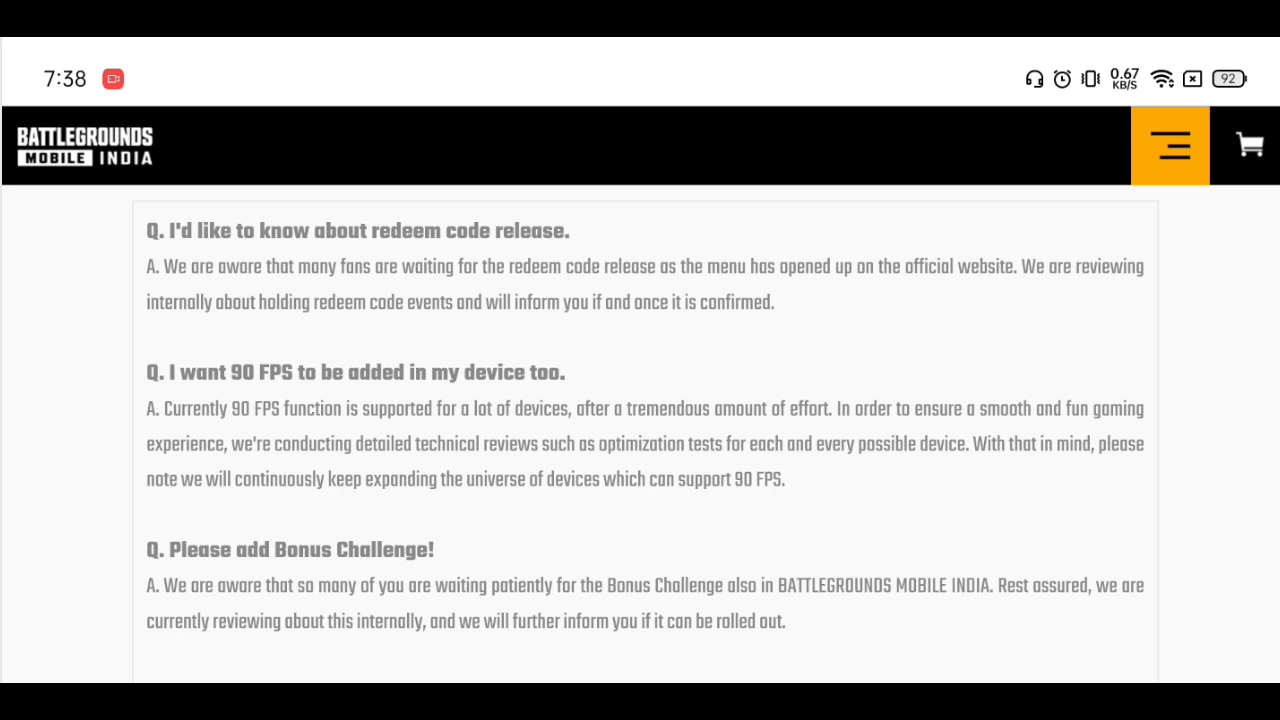 7:38
0.67
KB/S
92
BATTLEGROUNDS
MOBILE INDIA
Q. I'd like to know about redeem code release.
A. We are aware that many fans are waiting for the redeem code release as the menu has opened up on the official website. We are reviewing
internally about holding redeem code events and will inform you if and once it is confirmed.
Q. I want 90 FPS to be added in my device too.
A. Currently 90 FPS function is supported for a lot of devices, after a tremendous amount of effort. In order to ensure a smooth and fun gaming
experience, we're conducting detailed technical reviews such as optimization tests for each and every possible device. With that in mind, please
note we will continuously keep expanding the universe of devices which can support 90 FPS.
Q. Please add Bonus Challenge!
A. We are aware that so many of you are waiting patiently for the Bonus Challenge also in BATTLEGROUNDS MOBILE INDIA. Rest assured, we are
currently reviewing about this internally, and we will further inform you if it can be rolled out.